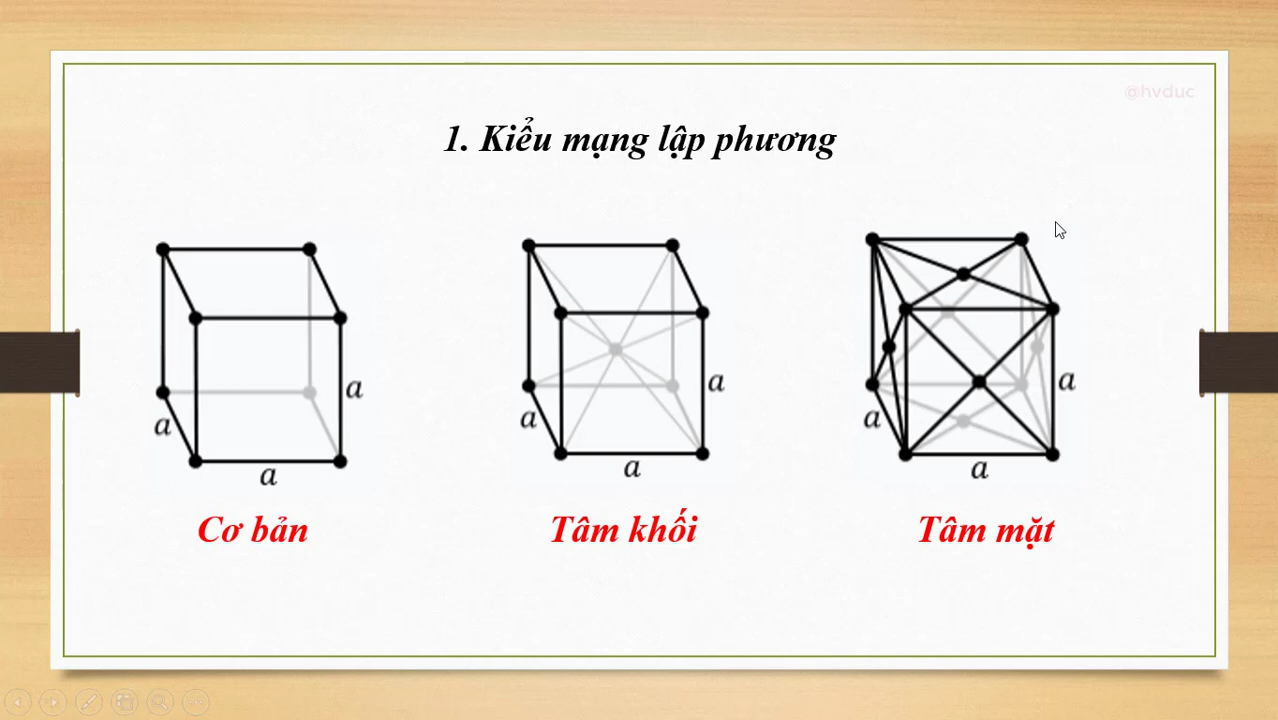 @hvduc
1. Kiểu mạng lập phương
a
a
a
a
a
a
a
a
a
Cơ bản
Tâm khối
Tâm mặt